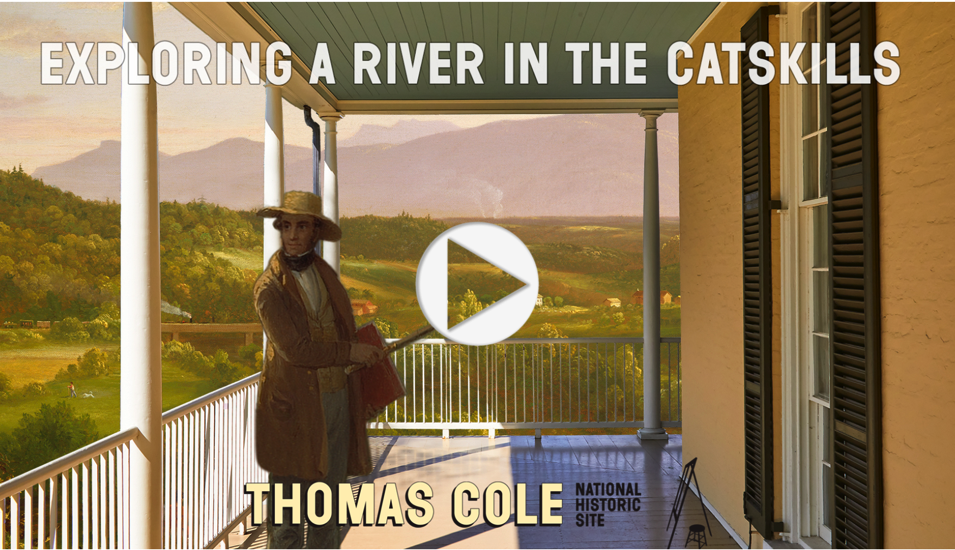 EXPLORING A RIVER IN THE CATSKILLS
THOMAS COLE
NATIONAL
HISTORIC
SITE